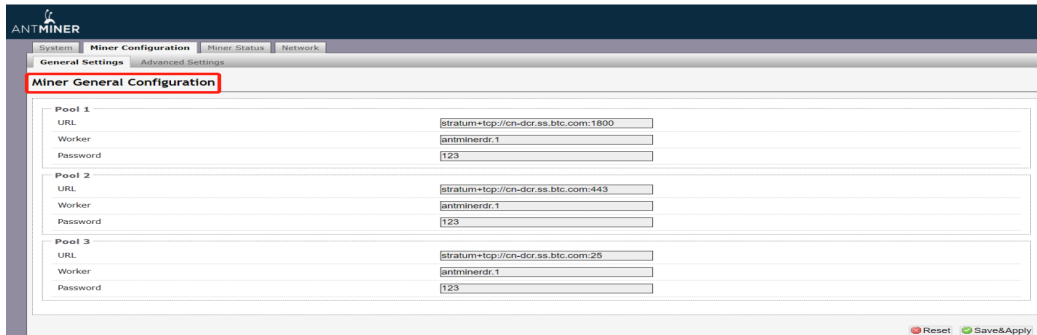 ANTMINER
System Miner Configuration Miner Status Network
General Settings Advanced Settings
Miner General Configuration
Pool 1
URL stratum+tcp://cn-dcr.ss.btc.com:1800
Worker antminerdr.1
Password 123
Pool 2
URL stratum+tcp://cn-dcr.ss.btc.com:443
Worker antminerdr.1
Password 123
Pool 3
URL stratum+tcp://cn-dcr.ss.btc.com:25
Worker antminerdr.1
Password 123
Reset Save&Apply